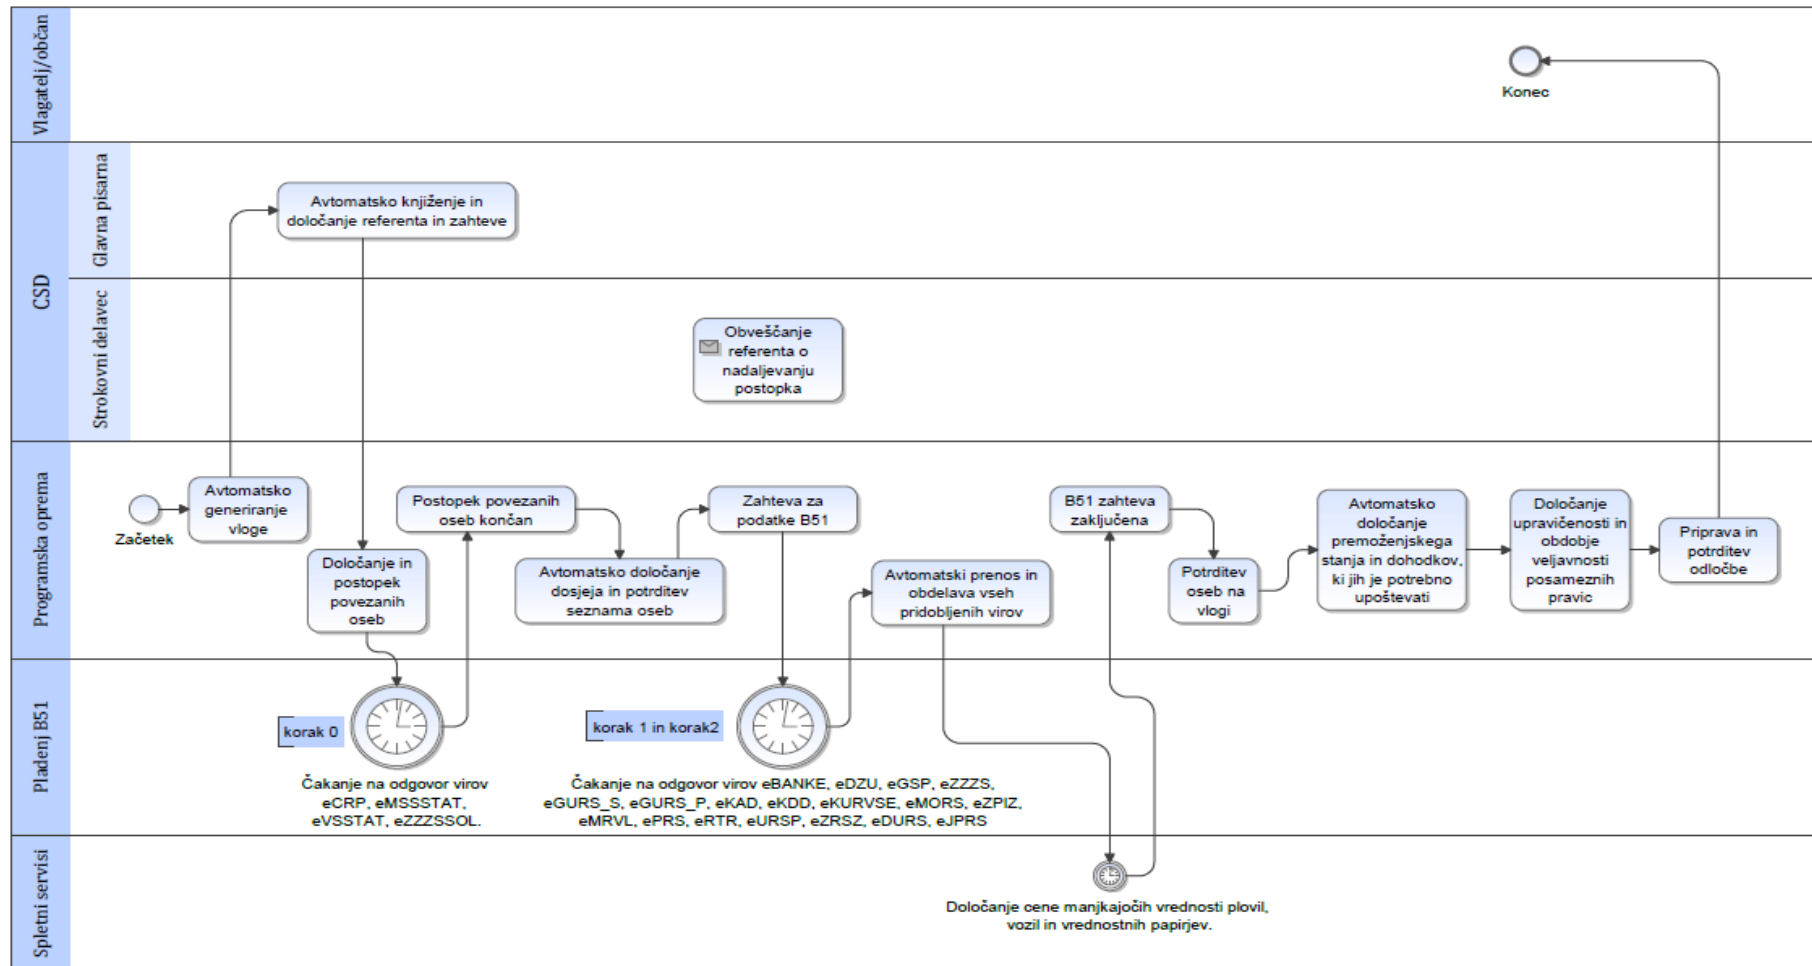 Vlagatelj/občan
Konec
CSD
Glavna pisarna
Avtomatsko knjiženje in
določanje referenta in zahteve
Strokovni delavec
Obveščanje
referenta o
nadaljevanju
postopka
Programska oprema
Začetek
Avtomatsko
generiranje
vloge
Določanje in
postopek
povezanih
oseb
Postopek povezanih
oseb končan
Avtomatsko določanje
dosjeja in potrditev
seznama oseb
Zahteva za
podatke B51
Avtomatski prenos in
obdelava vseh
pridobljenih virov
B51 zahteva
zaključena
Potrditev
oseb na
vlogi
Avtomatsko
določanje
premoženjskega
stanja in dohodkov,
ki jih je potrebno
upoštevati
Določanje
upravičenosti in
obdobje
veljavnosti
posameznih
pravic
Priprava in
potrditev
odločbe
Pladenj B51
korak 0
Čakanje na odgovor virov
eCRP, eMSSSTAT,
eVSSTAT, eZZZSSOL.
korak 1 in korak2
Čakanje na odgovor virov eBANKE, eDZU, eGSP, eZZZS,
eGURS_S, eGURS_P, eKAD, eKDD, eKURVSE, eMORS, eZPIZ,
eMRVL, ePRS, eRTR, eURSP, eZRSZ, eDURS, eJPRS
Spletni servisi
Določanje cene manjkajočih vrednosti plovil,
vozil in vrednostnih papirjev.